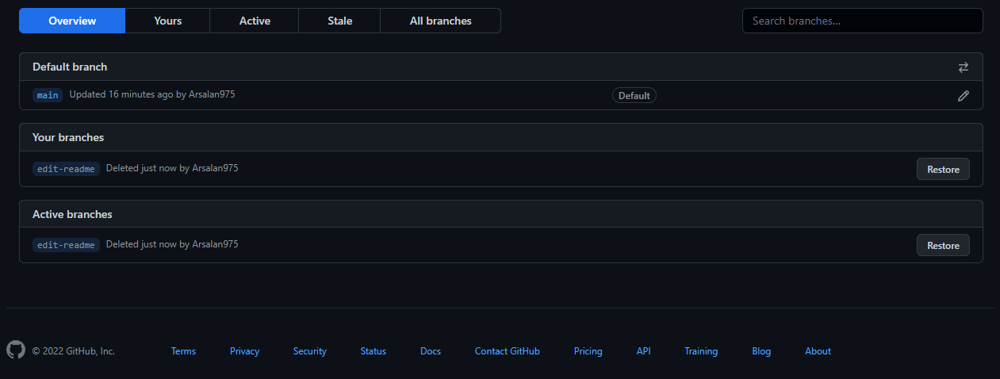 Overview Yours Active Stale All branches Search branches...
Default branch
main Updated 16 minutes ago by Arsalan975 Default
Your branches
edit-readme Deleted just now by Arsalan975 Restore
Active branches
edit-readme Deleted just now by Arsalan975 Restore
© 2022 GitHub, Inc. Terms Privacy Security Status Docs Contact GitHub Pricing API Training Blog About